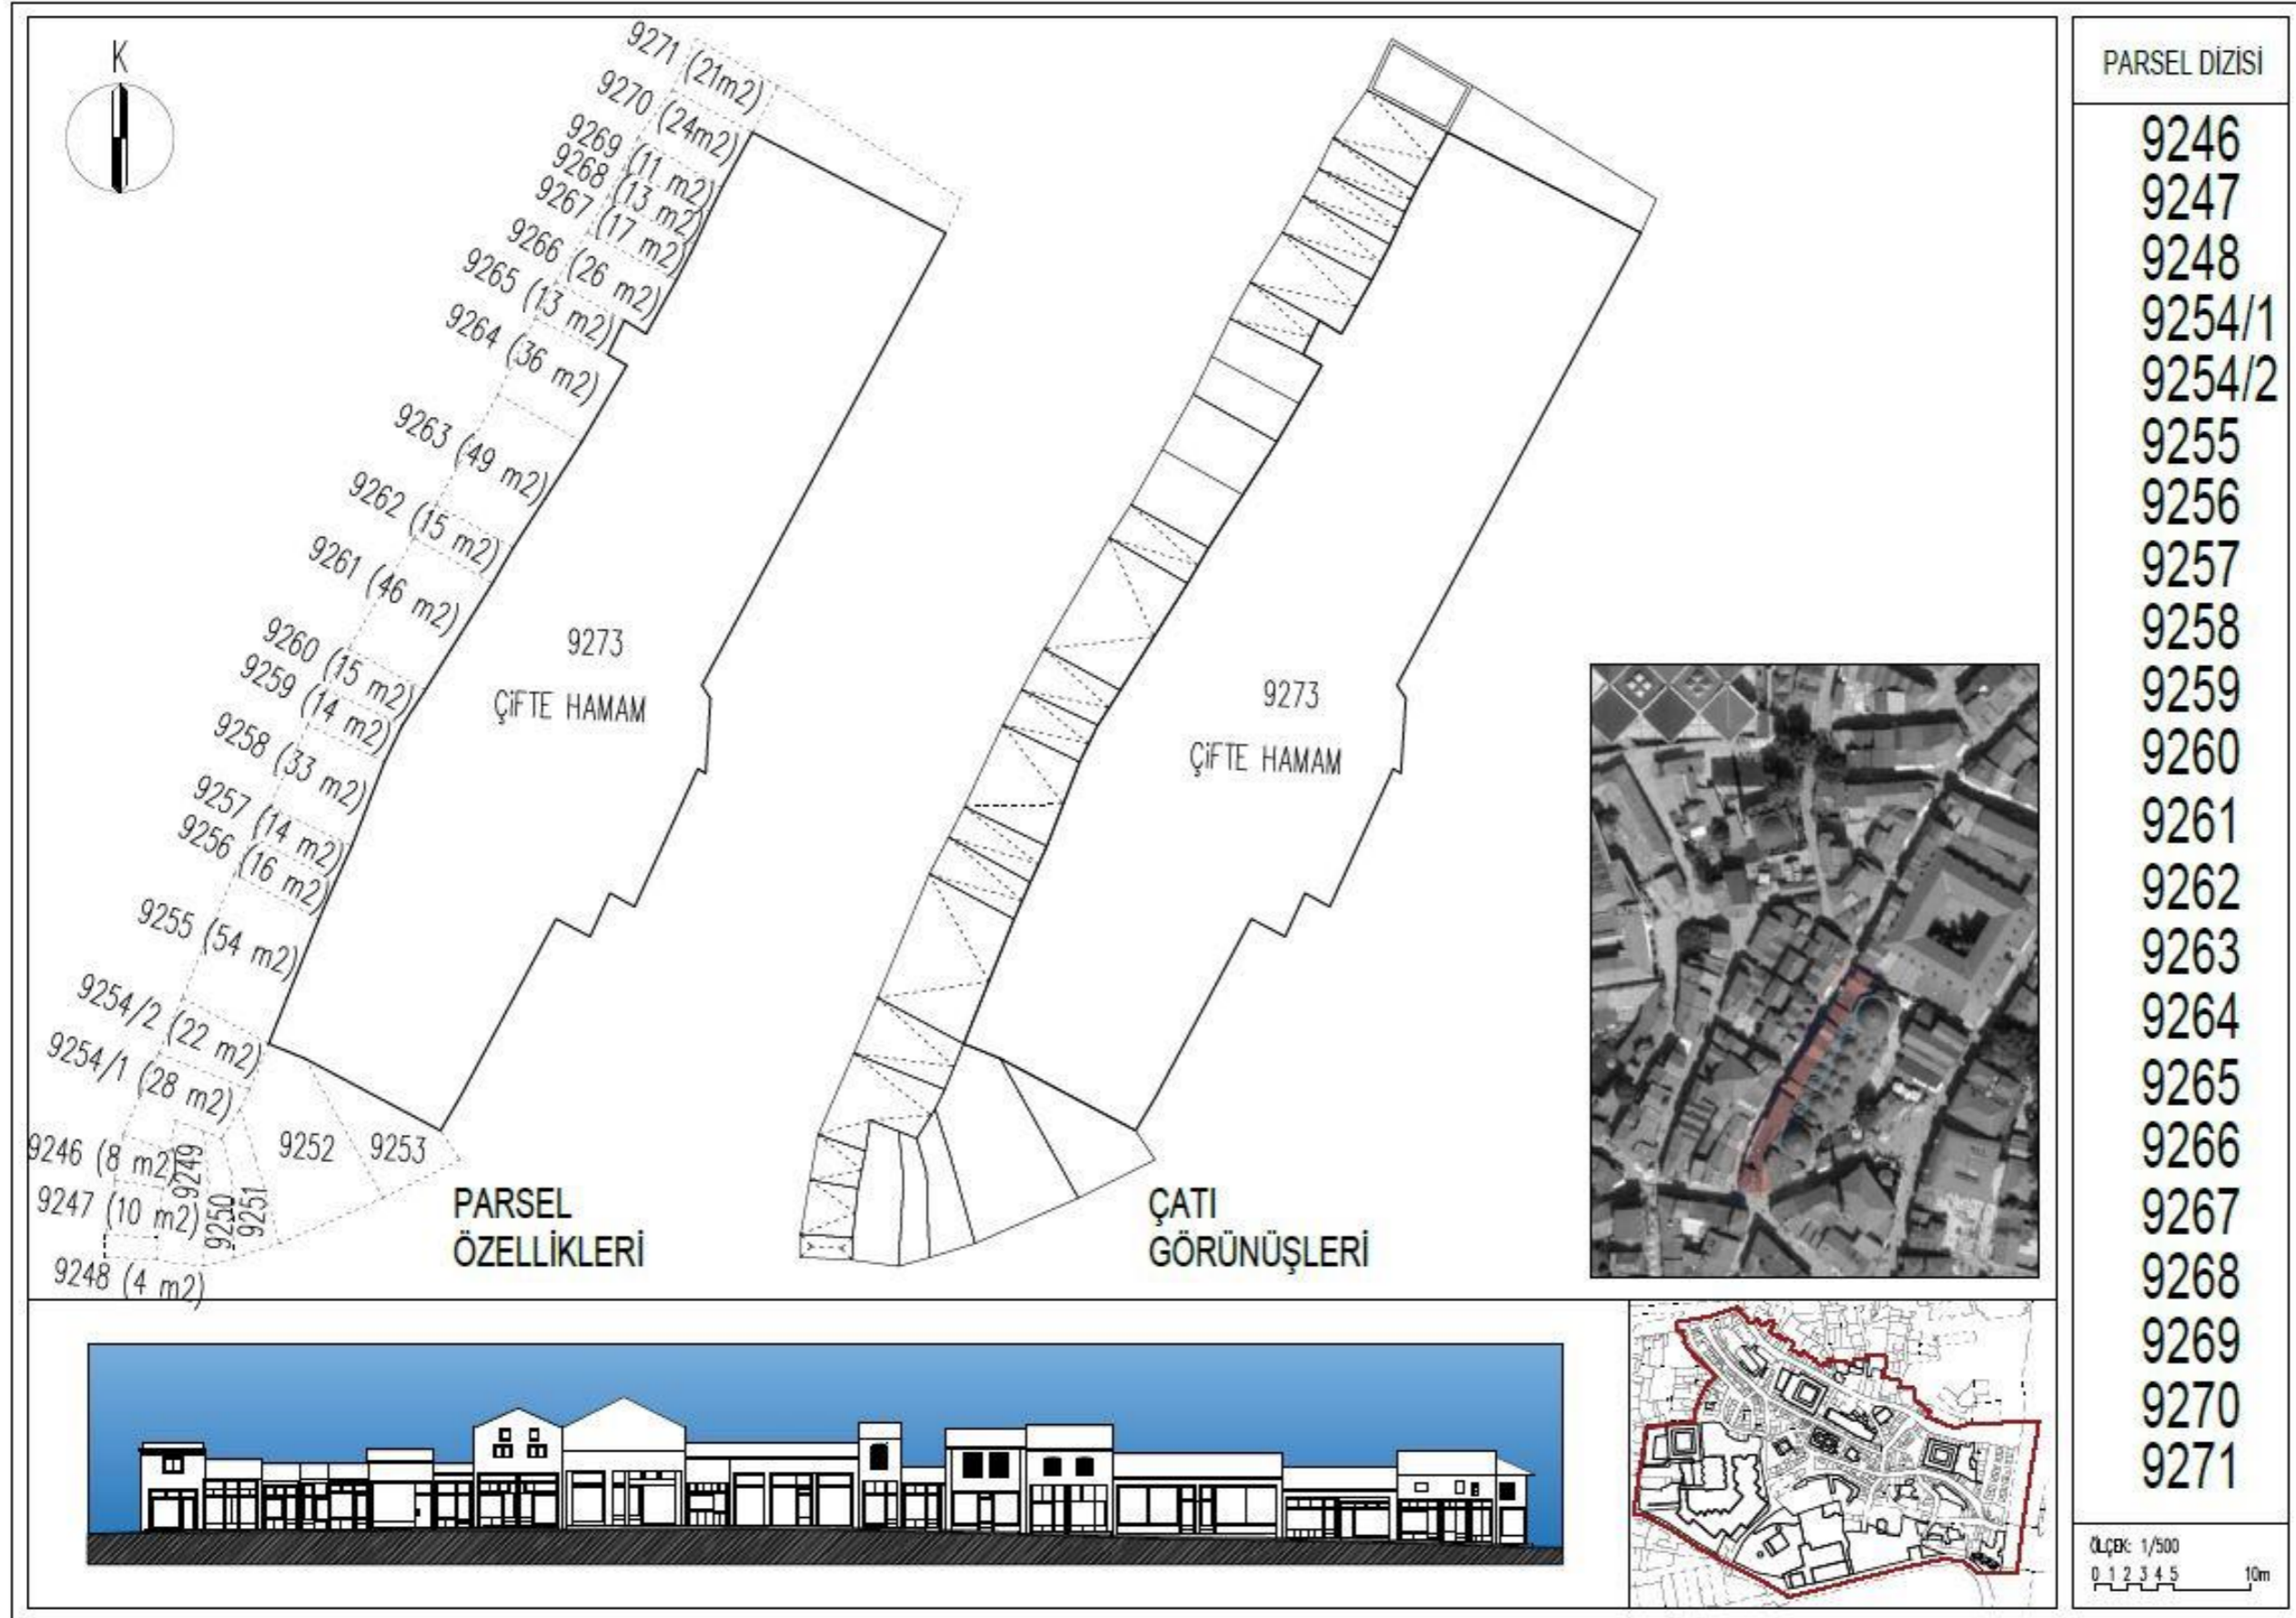 K
9271 (21m2)
9270 (24m2)
9269 (11 m2)
9268 (13 m2)
9267 (17 m2)
9266 (26 m2)
9265 (13 m2)
9264 (36 m2)
9263 (49 m2)
9262 (15 m2)
9261 (46 m2)
9260 (15 m2)
9259 (14 m2)
9258 (33 m2)
9257 (14 m2)
9256 (16 m2)
9255 (54 m2)
9254/2 (22 m2)
9254/1 (28 m2)
9246 (8 m2)
9247 (10 m2)
9248 (4 m2)
9249
9250
9251
9252
9253
9273
ÇİFTE HAMAM
PARSEL
ÖZELLİKLERİ
9273
ÇİFTE HAMAM
ÇATI
GÖRÜNÜŞLERİ
PARSEL DİZİSİ
9246
9247
9248
9254/1
9254/2
9255
9256
9257
9258
9259
9260
9261
9262
9263
9264
9265
9266
9267
9268
9269
9270
9271
ÖLÇEK: 1/500
0 1 2 3 4 5 10m